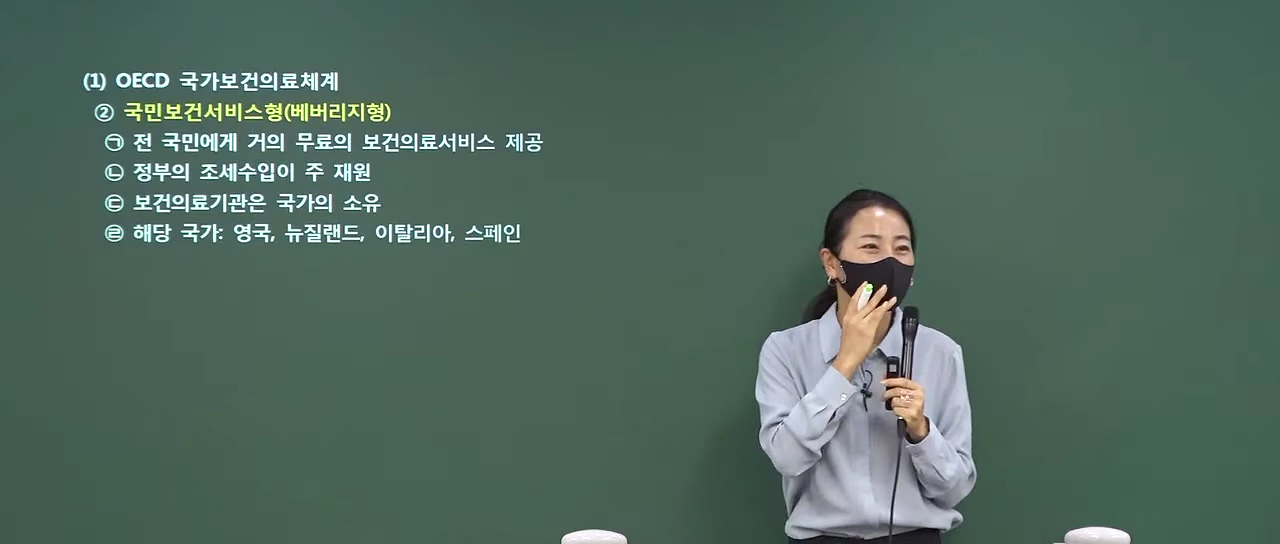 (1) OECD 국가보건의료체계
② 국민보건서비스형(베버리지형)
㉠ 전 국민에게 거의 무료의 보건의료서비스 제공
㉡ 정부의 조세수입이 주 재원
㉢ 보건의료기관은 국가의 소유
㉣ 해당 국가: 영국, 뉴질랜드, 이탈리아, 스페인